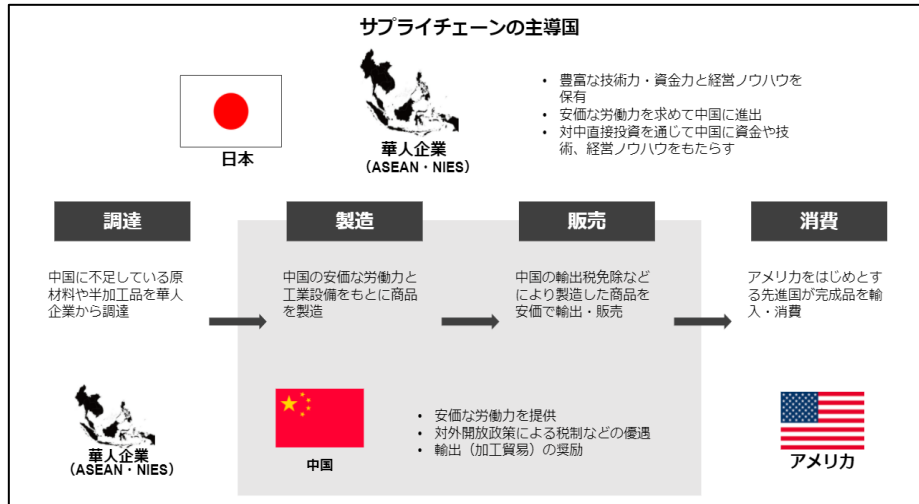 サプライチェーンの主導国
日本
華人企業
（ASEAN・NIES）
• 豊富な技術力・資金力と経営ノウハウを
保有
• 安価な労働力を求めて中国に進出
• 対中直接投資を通じて中国に資金や技
術、経営ノウハウをもたらす
調達
製造
販売
消費
中国に不足している原
材料や半加工品を華人
企業から調達
中国の安価な労働力と
工業設備をもとに商品
を製造
中国の輸出税免除など
により製造した商品を
安価で輸出・販売
アメリカをはじめとす
る先進国が完成品を輸
入・消費
華人企業
（ASEAN・NIES）
中国
• 安価な労働力を提供
• 対外開放政策による税制などの優遇
• 輸出（加工貿易）の奨励
アメリカ